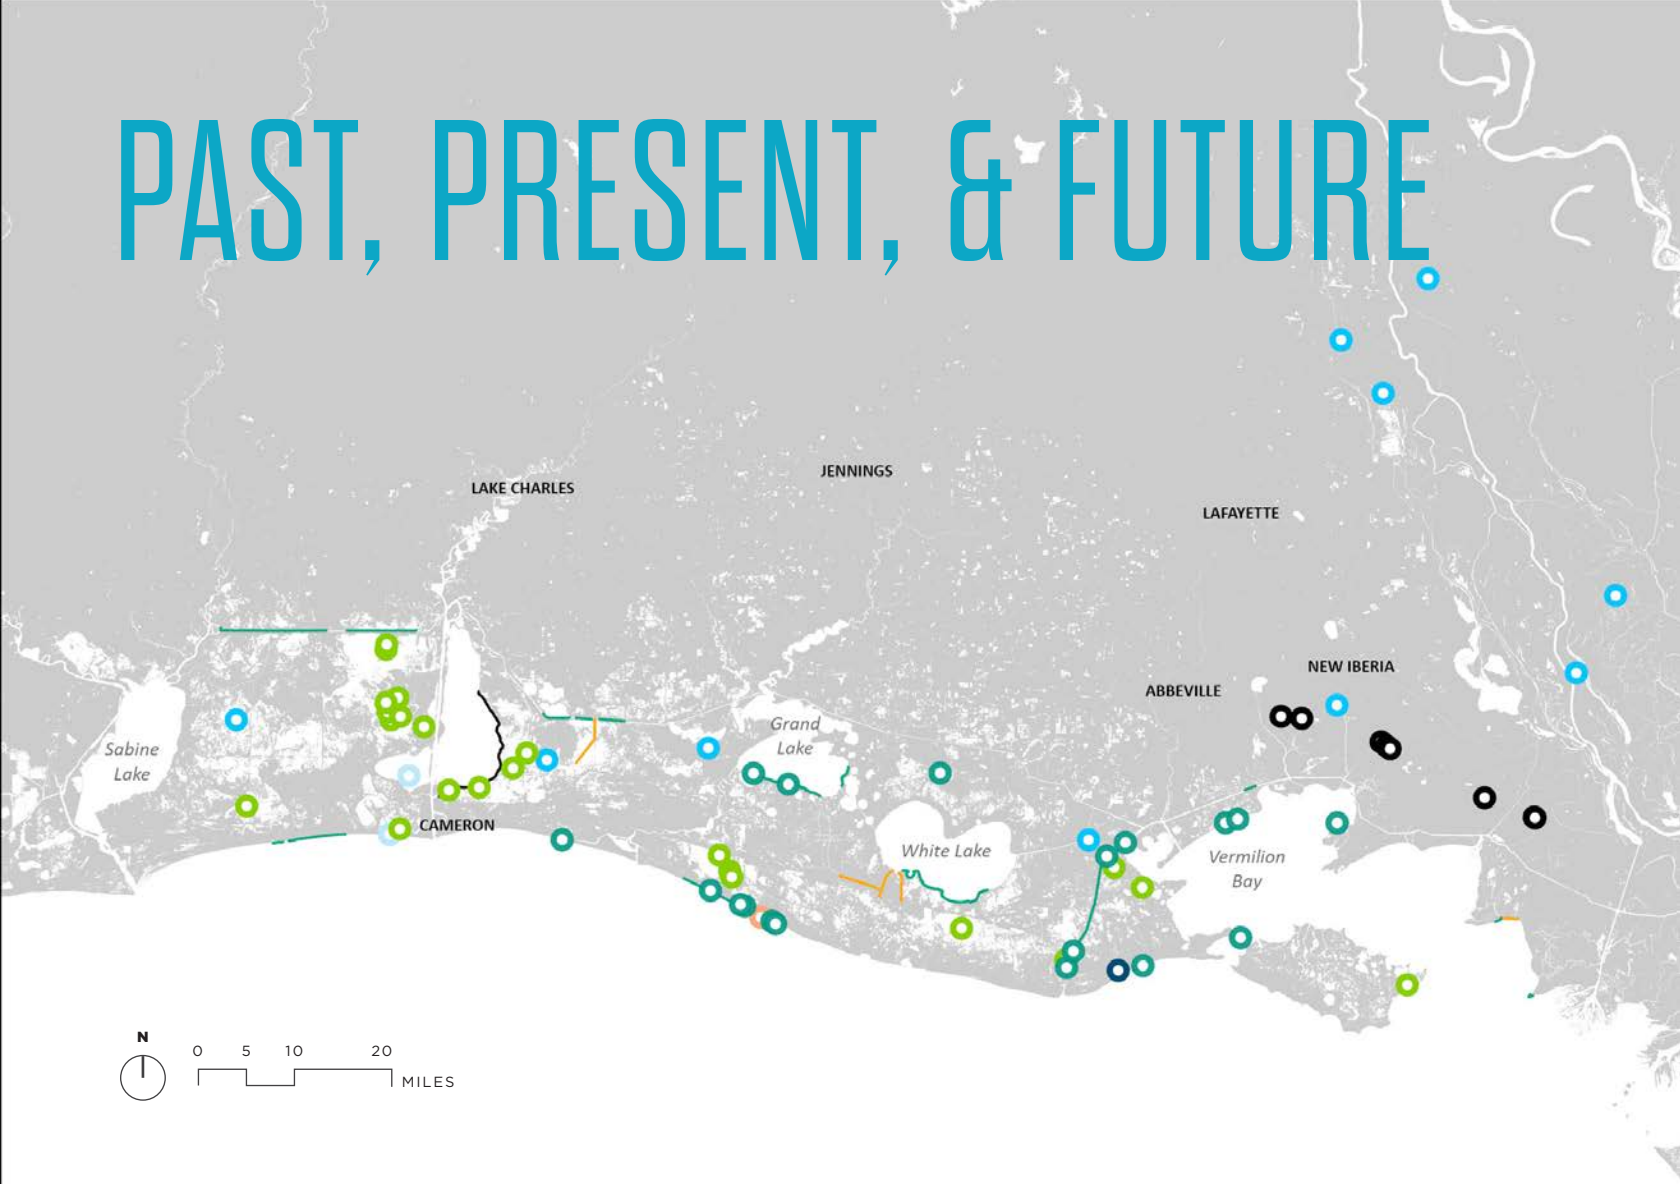 PAST, PRESENT, & FUTURE
JENNINGS
LAKE CHARLES
LAFAYETTE
NEW IBERIA
ABBEVILLE
Grand
Lake
Sabine
Lake
CAMERON
White Lake
Vermilion
Bay
N
0 5 10 20
MILES